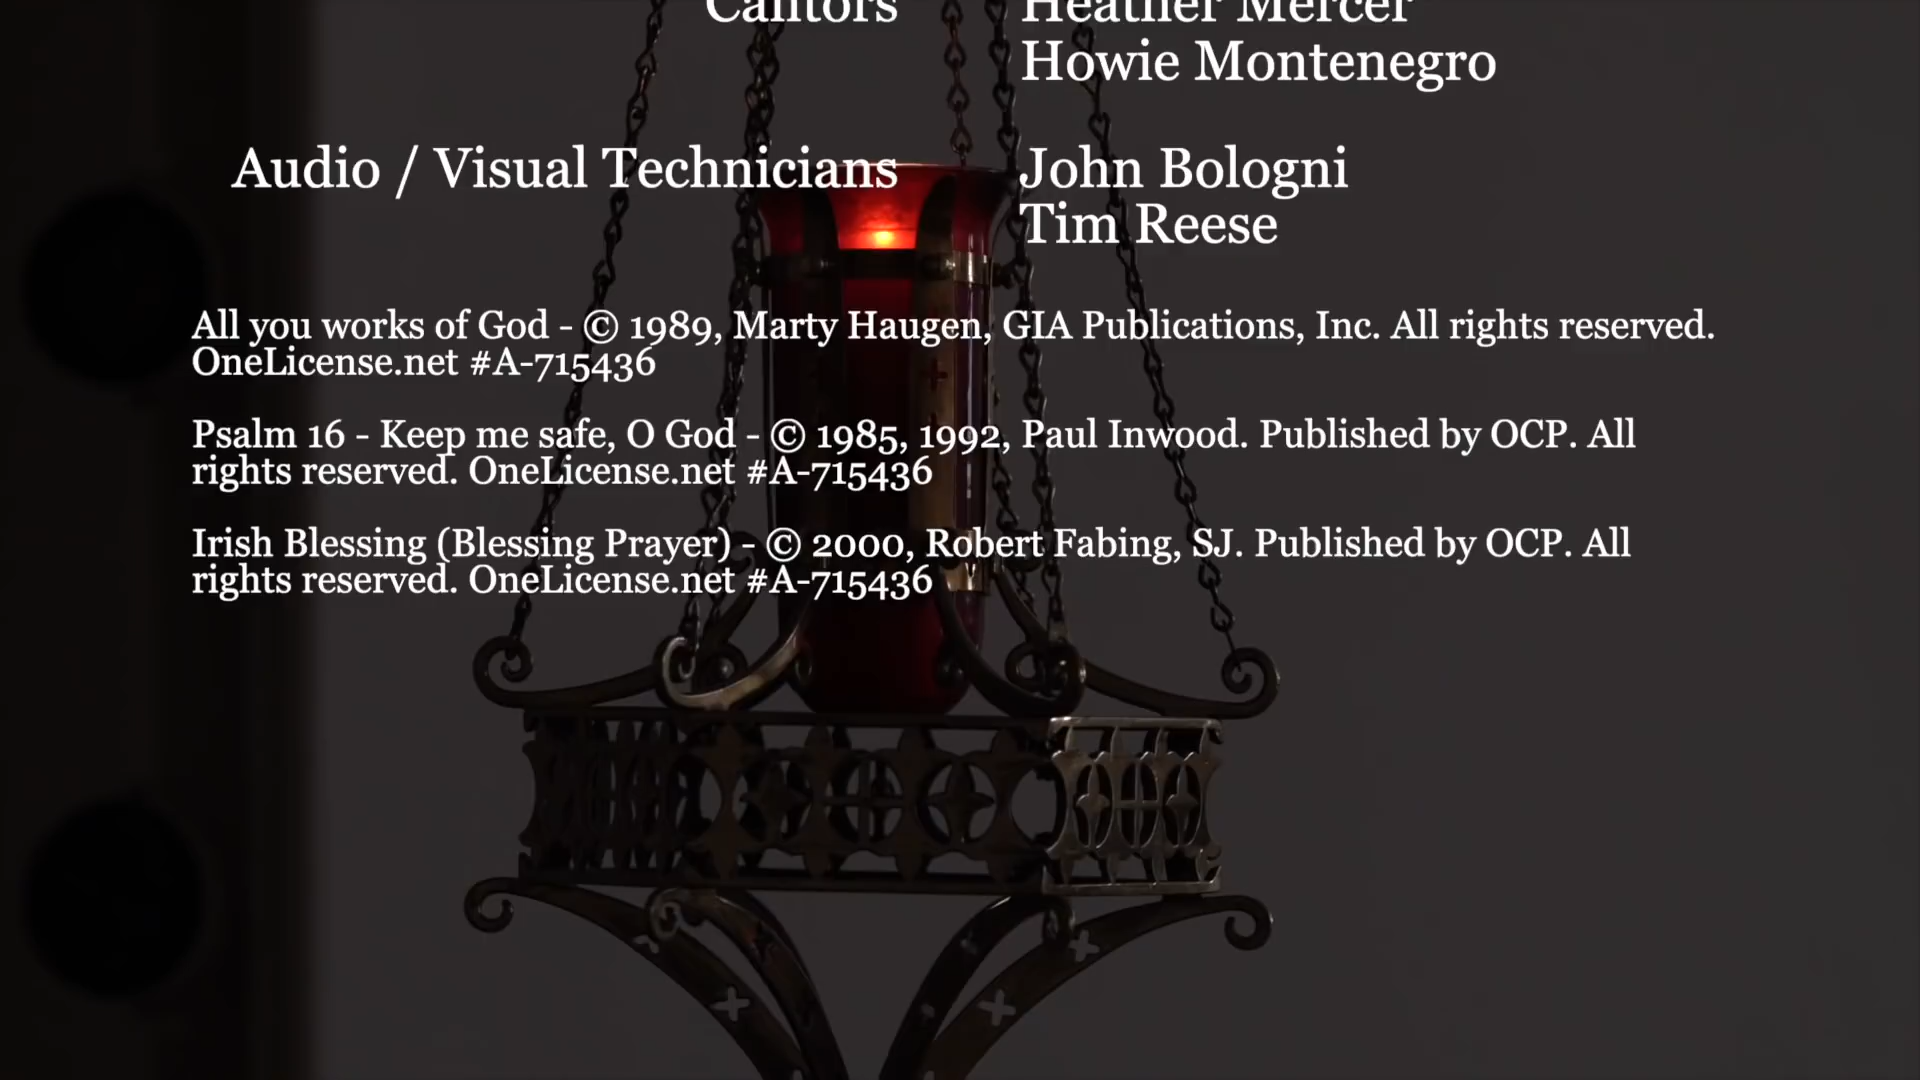 Cantors Heather Mercer
Howie Montenegro
Audio / Visual Technicians John Bologni
Tim Reese
All you works of God - © 1989, Marty Haugen, GIA Publications, Inc. All rights reserved.
OneLicense.net #A-715436
Psalm 16 - Keep me safe, O God - © 1985, 1992, Paul Inwood. Published by OCP. All
rights reserved. OneLicense.net #A-715436
Irish Blessing (Blessing Prayer) - © 2000, Robert Fabing, SJ. Published by OCP. All
rights reserved. OneLicense.net #A-715436